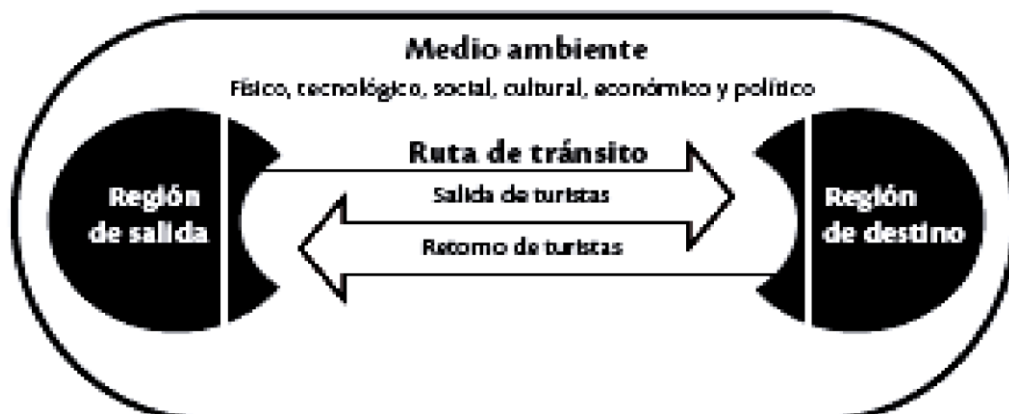 Medio ambiente
Físico, tecnológico, social, cultural, económico y político
Ruta de tránsito
Salida de turistas
Retorno de turistas
Región
de salida
Región
de destino